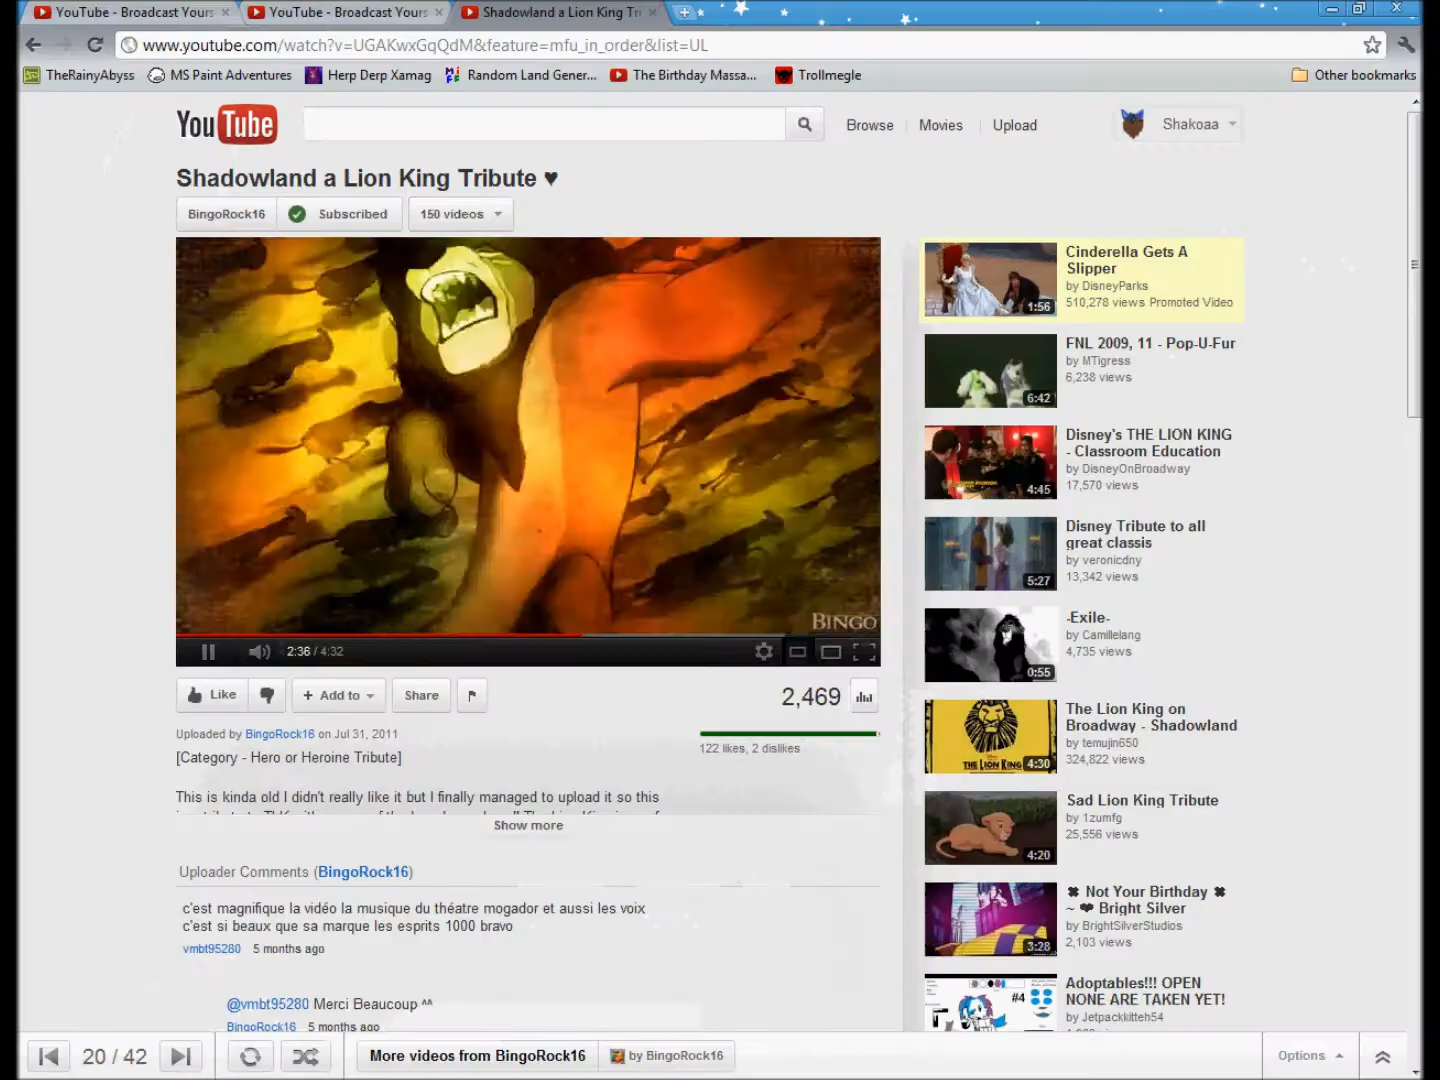 YouTube - Broadcast Yours
YouTube - Broadcast Yours
Shadowland a Lion King Tri
www.youtube.com/watch?v=UGAKwxGqQdM&feature=mfu_in_order&list=UL
TheRainyAbyss
MS Paint Adventures
Herp Derp Xamag
Random Land Gener...
The Birthday Massa...
Trollmegle
Other bookmarks
YouTube
Browse
Movies
Upload
Shakoaa
Shadowland a Lion King Tribute ♥
BingoRock16
Subscribed
150 videos
BINGO
2:36 / 4:32
Like
+ Add to
Share
2,469
Uploaded by BingoRock16 on Jul 31, 2011
122 likes, 2 dislikes
[Category - Hero or Heroine Tribute]
This is kinda old I didn't really like it but I finally managed to upload it so this
Show more
Uploader Comments (BingoRock16)
c'est magnifique la vidéo la musique du théatre mogador et aussi les voix
c'est si beaux que sa marque les esprits 1000 bravo
vmbt95280 5 months ago
@vmbt95280 Merci Beaucoup ^^
BingoRock16 5 months ago
Cinderella Gets A
Slipper
by DisneyParks
510,278 views Promoted Video
1:56
FNL 2009, 11 - Pop-U-Fur
by MTigress
6,238 views
6:42
Disney's THE LION KING
- Classroom Education
by DisneyOnBroadway
17,570 views
4:45
Disney Tribute to all
great classis
by veronicdny
13,342 views
5:27
-Exile-
by Camillelang
4,735 views
0:55
The Lion King on
Broadway - Shadowland
by temujin650
324,822 views
THE LION KING
4:30
Sad Lion King Tribute
by 1zumfg
25,556 views
4:20
✖ Not Your Birthday ✖
~ ❤ Bright Silver
by BrightSilverStudios
2,103 views
3:28
Adoptables!!! OPEN
NONE ARE TAKEN YET!
by Jetpackkitteh54
#4
20 / 42
More videos from BingoRock16
by BingoRock16
Options